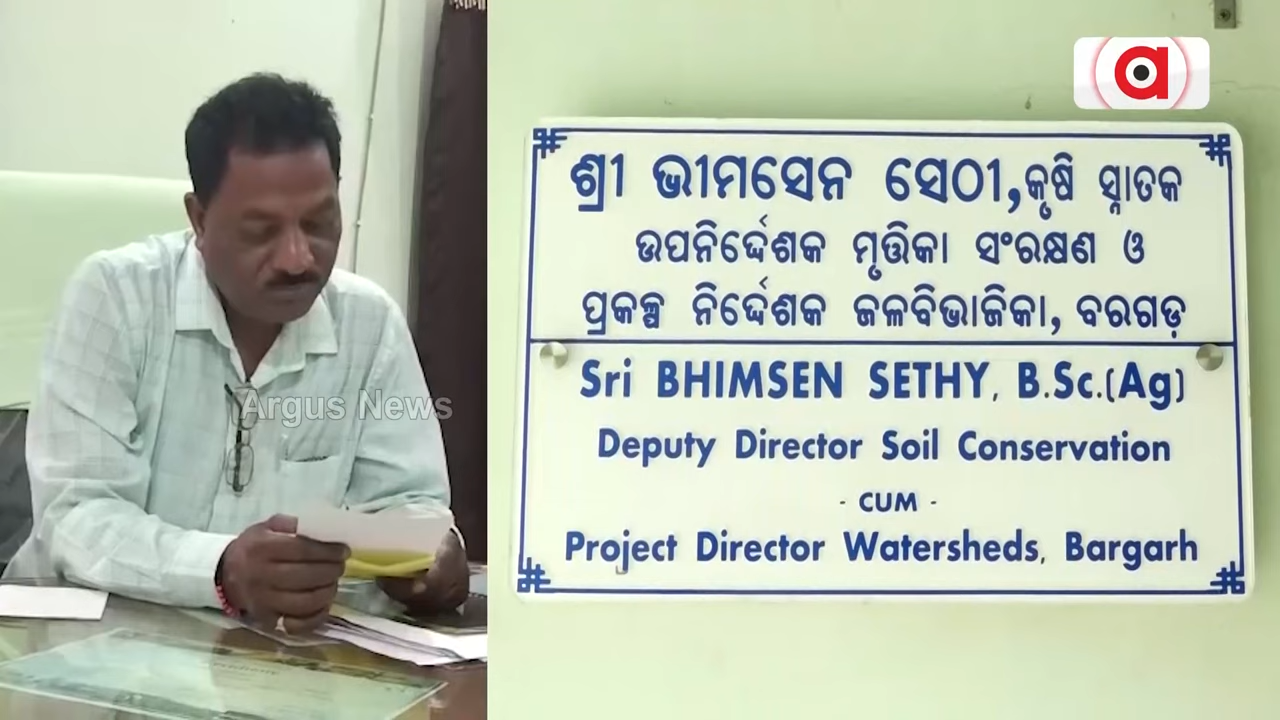 ଶ୍ରୀ ଭୀମସେନ ସେଠୀ, କୃଷି ସ୍ନାତକ
ଉପନିର୍ଦ୍ଦେଶକ ମୃତ୍ତିକା ସଂରକ୍ଷଣ ଓ
ପ୍ରକଳ୍ପ ନିର୍ଦ୍ଦେଶକ ଜଳବିଭାଜିକା, ବରଗଡ଼
Sri BHIMSEN SETHY, B.Sc.(Ag)
Deputy Director Soil Conservation
- CUM -
Project Director Watersheds, Bargarh
Argus News
a